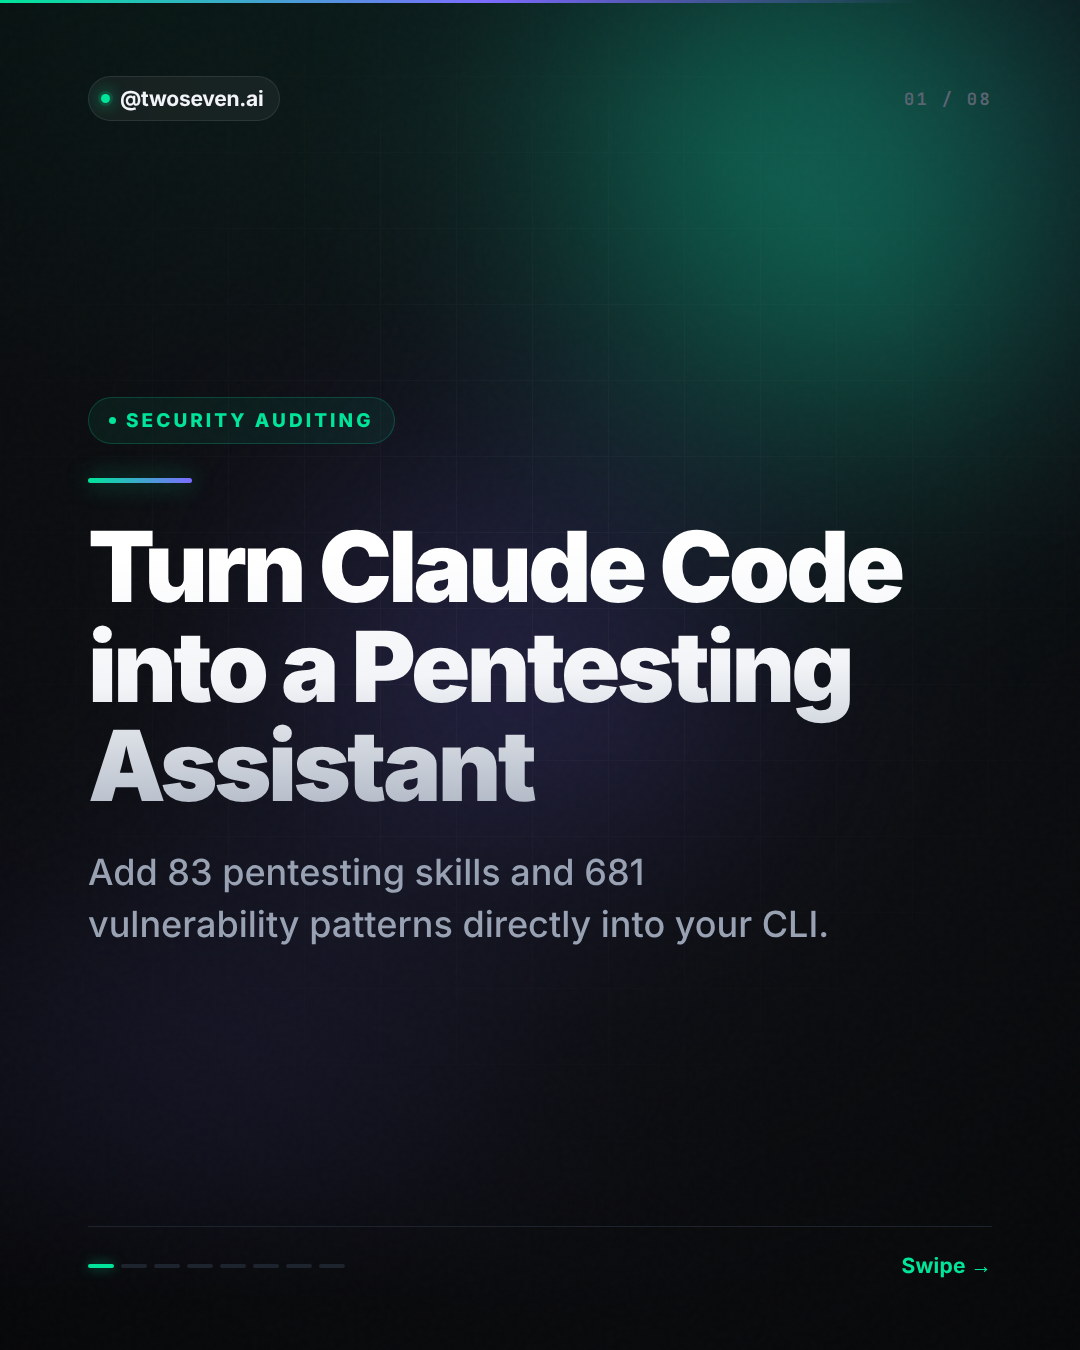 @twoseven.ai
01 / 08
• SECURITY AUDITING
Turn Claude Code
into a Pentesting
Assistant
Add 83 pentesting skills and 681
vulnerability patterns directly into your CLI.
Swipe →